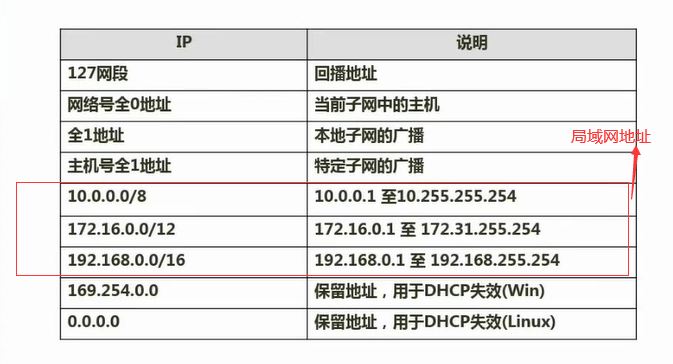 IP 说明
127网段 回播地址
网络号全0地址 当前子网中的主机
全1地址 本地子网的广播
局域网地址
主机号全1地址 特定子网的广播
10.0.0.0/8 10.0.0.1 至10.255.255.254
172.16.0.0/12 172.16.0.1 至 172.31.255.254
192.168.0.0/16 192.168.0.1 至 192.168.255.254
169.254.0.0 保留地址，用于DHCP失效(Win)
0.0.0.0 保留地址，用于DHCP失效(Linux)